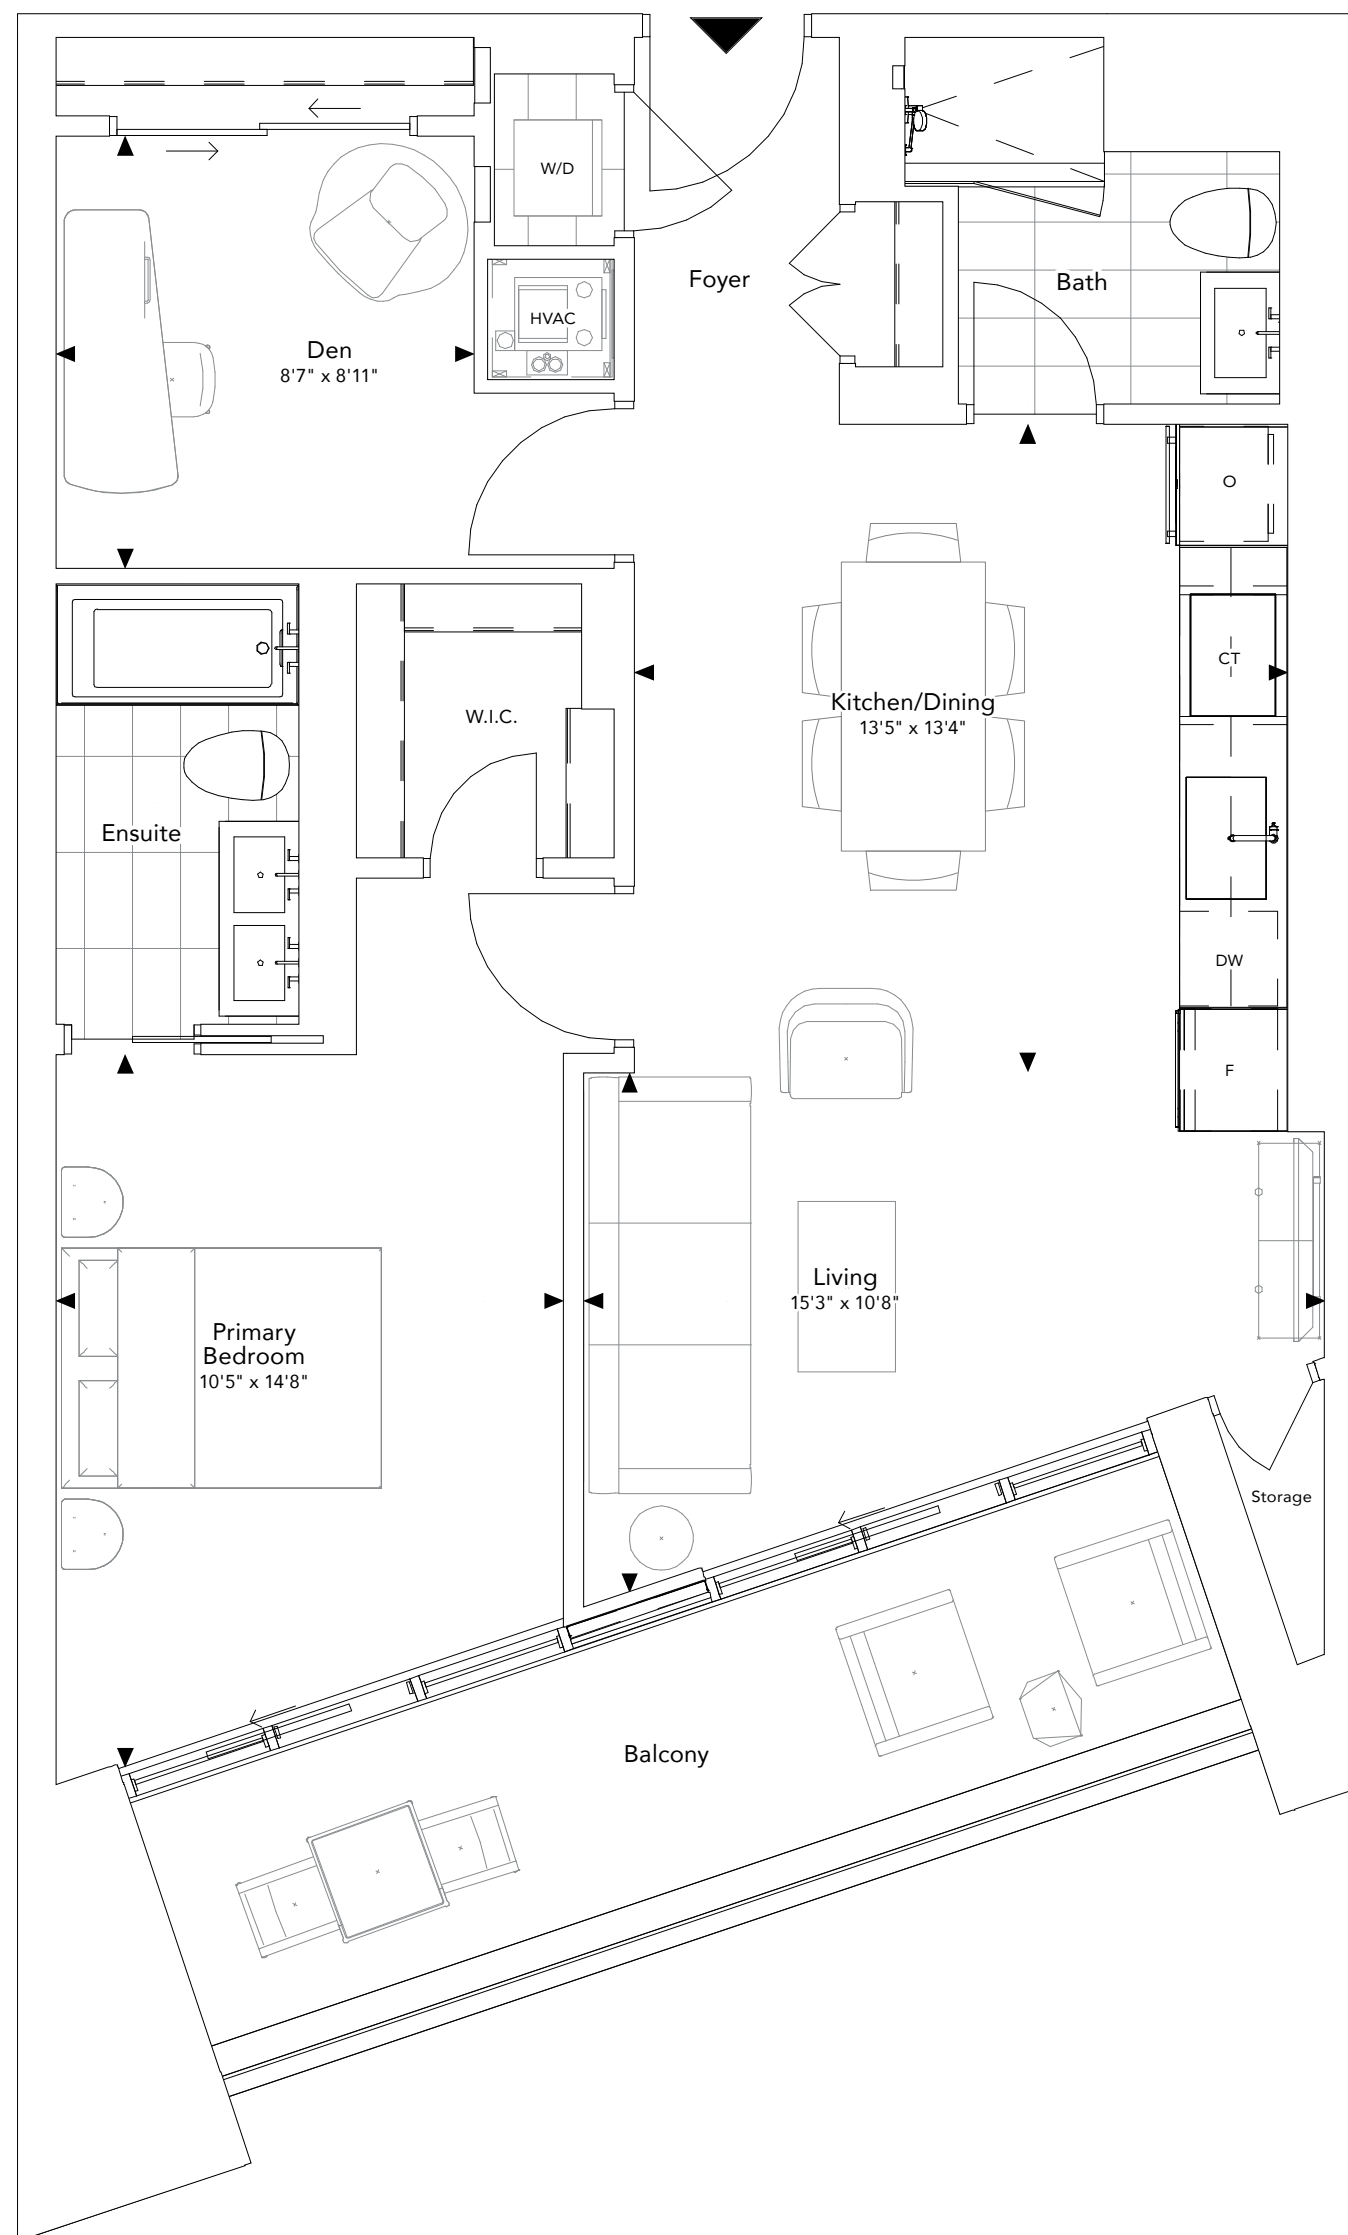 W/D
Foyer
Bath
HVAC
Den
8'7" x 8'11"
O
CT
Kitchen/Dining
13'5" x 13'4"
W.I.C.
Ensuite
DW
F
Living
15'3" x 10'8"
Primary
Bedroom
10'5" x 14'8"
Storage
Balcony